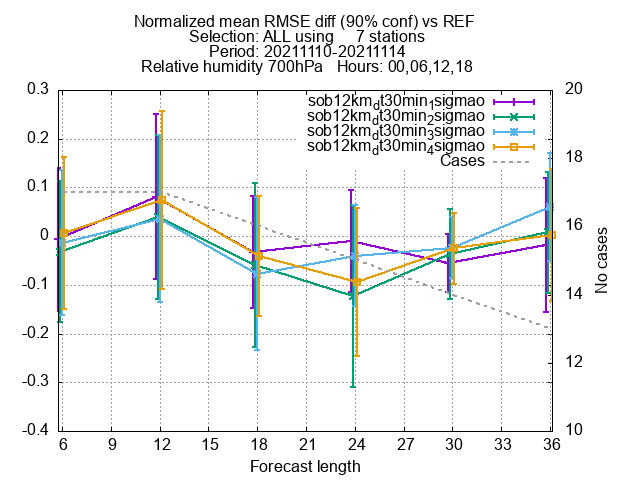 Normalized mean RMSE diff (90% conf) vs REF
Selection: ALL using 7 stations
Period: 20211110-20211114
Relative humidity 700hPa Hours: 00,06,12,18
sob12km_dt30min_1sigmao
sob12km_dt30min_2sigmao
sob12km_dt30min_3sigmao
sob12km_dt30min_4sigmao
Cases
0.3
0.2
0.1
0
-0.1
-0.2
-0.3
-0.4
20
18
16
14
12
10
No cases
6 9 12 15 18 21 24 27 30 33 36
Forecast length